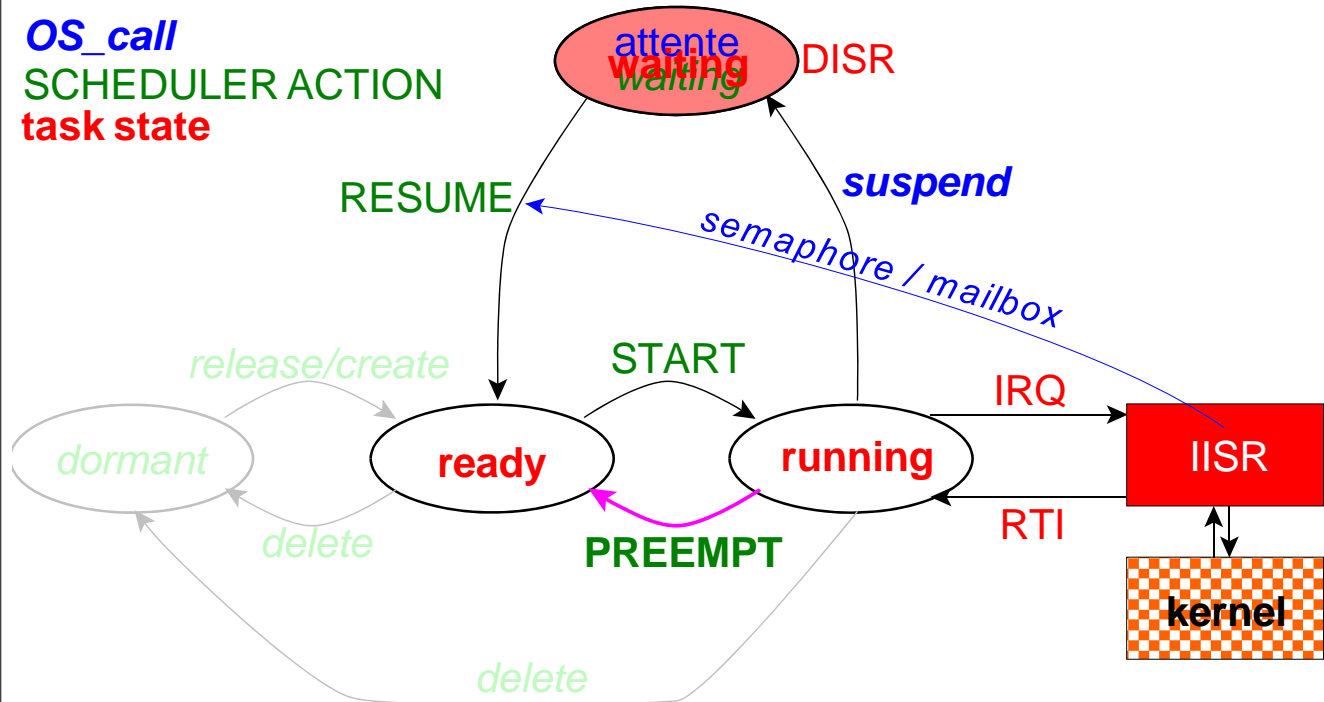 OS_call
SCHEDULER ACTION
task state
attente
waiting
waiting
DISR
RESUME
suspend
semaphore / mailbox
release/create
START
IRQ
dormant
ready
running
IISR
delete
PREEMPT
RTI
kernel
delete